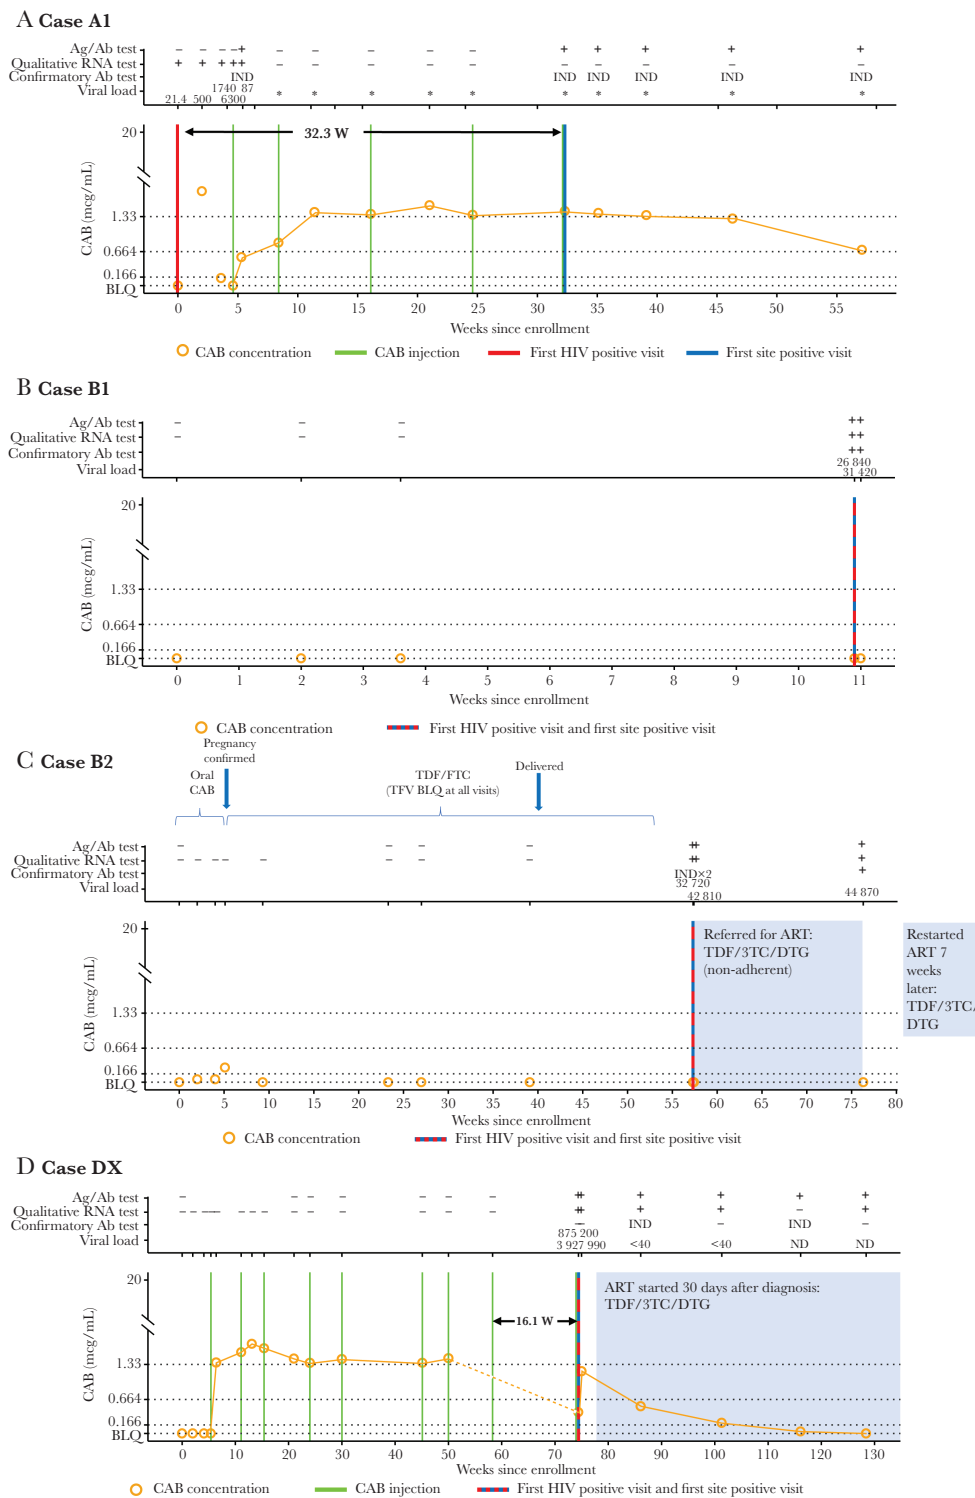 A Case A1
Ag/Ab test – – – – + – – – – – + + + + +
Qualitative RNA test + + + + + – – – – – – – – – –
Confirmatory Ab test IND IND IND IND IND IND
1740 87
Viral load 21.4 500 6300 * * * * * * * * * *
20
32.3 W
CAB (mcg/mL)
1.33
0.664
0.166
BLQ
0 5 10 15 20 25 30 35 40 45 50 55
Weeks since enrollment
CAB concentration CAB injection First HIV positive visit First site positive visit
B Case B1
Ag/Ab test – – – ++
Qualitative RNA test – – – ++
Confirmatory Ab test ++
26 840
Viral load 31 420
20
CAB (mcg/mL)
1.33
0.664
0.166
BLQ
0 1 2 3 4 5 6 7 8 9 10 11
Weeks since enrollment
CAB concentration First HIV positive visit and first site positive visit
C Case B2
Pregnancy
confirmed
Oral
CAB
TDF/FTC
(TFV BLQ at all visits)
Delivered
Ag/Ab test – – – – ++ +
Qualitative RNA test – – – – – – – – ++ +
Confirmatory Ab test IND×2 +
Viral load 32 720
42 810 44 870
20
Referred for ART:
TDF/3TC/DTG
(non-adherent)
Restarted
ART 7
weeks
later:
TDF/3TC/
DTG
CAB (mcg/mL)
1.33
0.664
0.166
BLQ
0 5 10 15 20 25 30 35 40 45 50 55 60 65 70 75 80
Weeks since enrollment
CAB concentration First HIV positive visit and first site positive visit
D Case DX
Ag/Ab test – – – – – – – ++ + + + +
Qualitative RNA test – – – – – – – – – – – – – – ++ + + – +
Confirmatory Ab test – – IND – IND –
875 200
Viral load 3 927 990 <40 <40 ND ND
20
ART started 30 days after diagnosis:
TDF/3TC/DTG
16.1 W
CAB (mcg/mL)
1.33
0.664
0.166
BLQ
0 10 20 30 40 50 60 70 80 90 100 110 120 130
Weeks since enrollment
CAB concentration CAB injection First HIV positive visit and first site positive visit